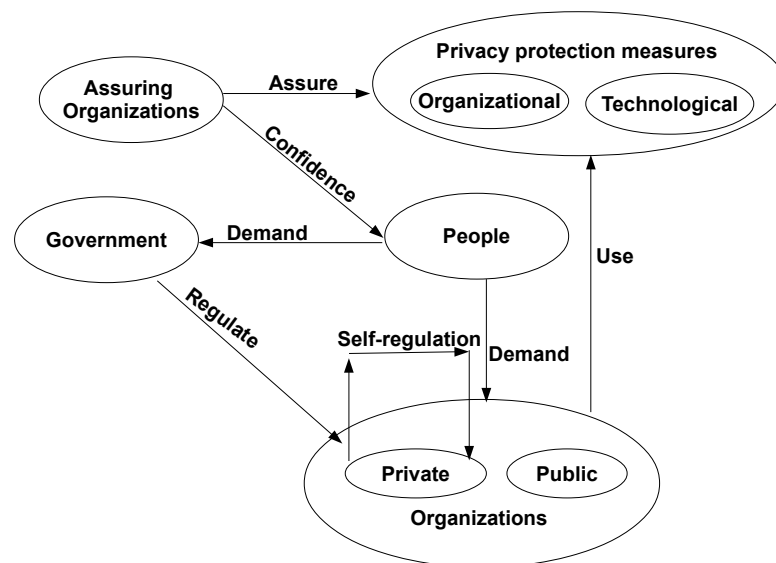 Privacy protection measures
Assuring
Organizations
Assure
Organizational
Technological
Confidence
Government
Demand
People
Use
Regulate
Self-regulation
Demand
Private
Public
Organizations